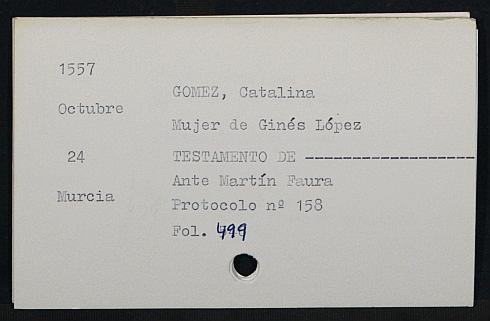 1557
GOMEZ, Catalina
Octubre
Mujer de Ginés López
24
TESTAMENTO DE --------------------
Ante Martín Faura
Murcia
Protocolo nº 158
Fol. 499